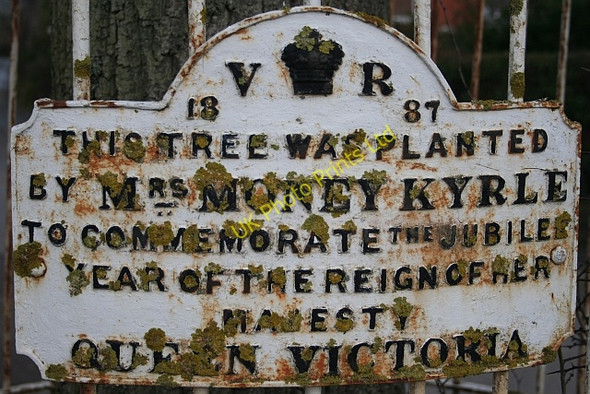 V R
18 87
THIS TREE WAS PLANTED
BY MRS MONEY KYRLE
TO COMMEMORATE THE JUBILEE
YEAR OF THE REIGN OF HER
MAJESTY
QUEEN VICTORIA
UK Photo Prints Ltd